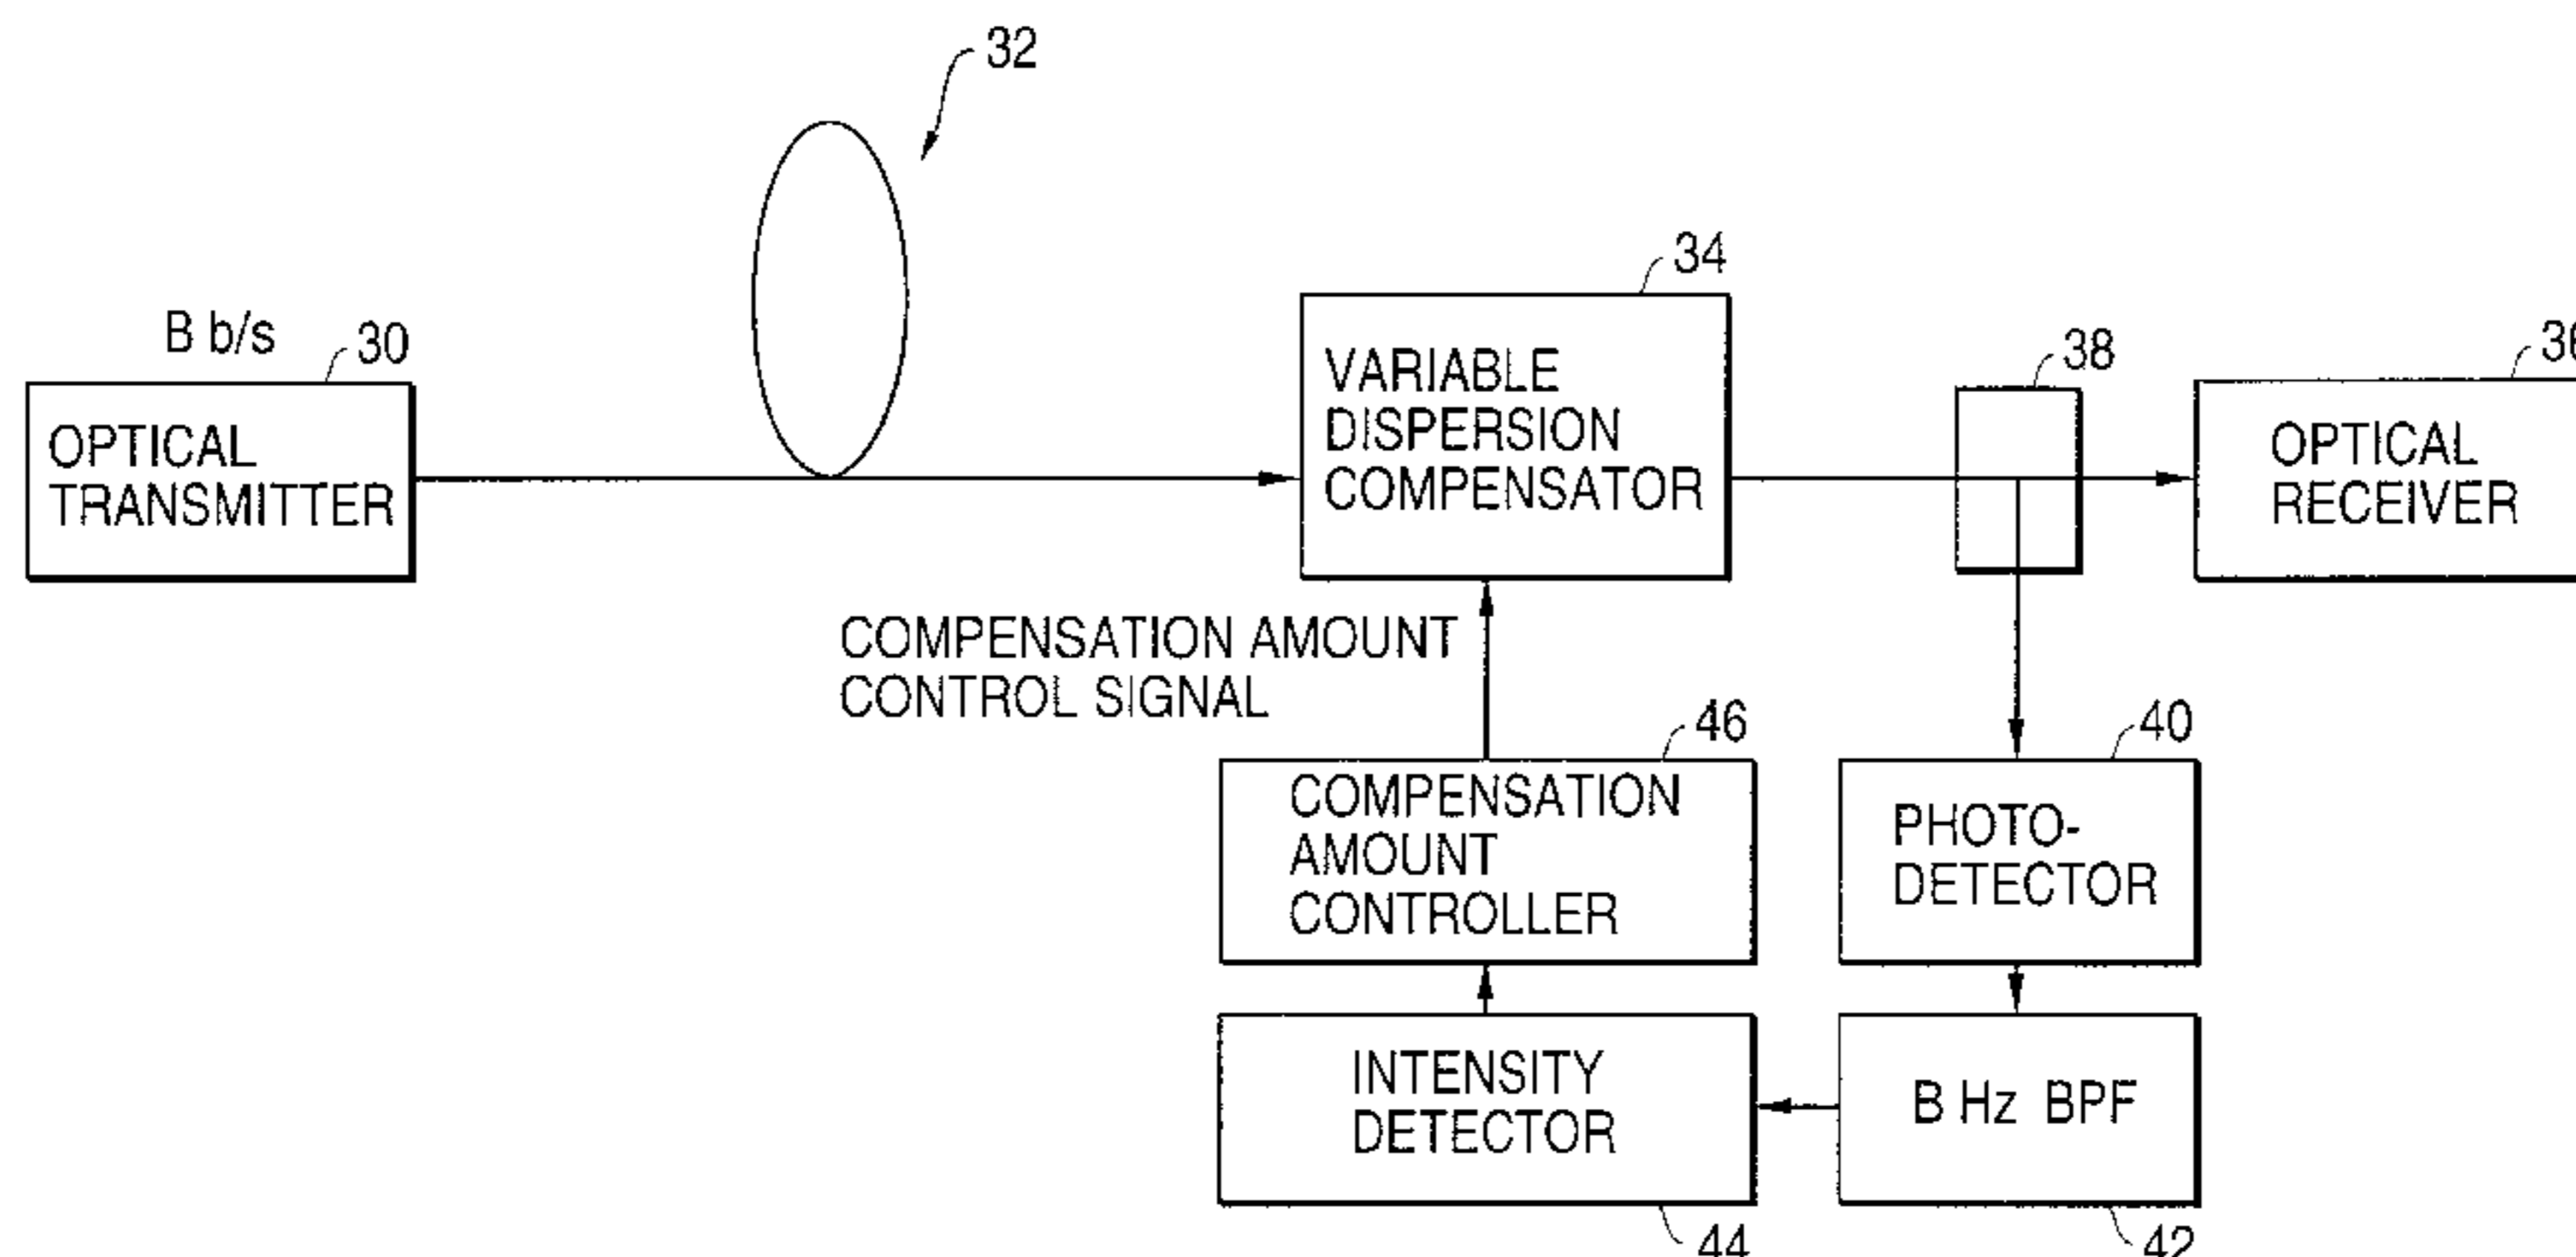 32
34
B b/s
30
38
36
OPTICAL
TRANSMITTER
VARIABLE
DISPERSION
COMPENSATOR
OPTICAL
RECEIVER
COMPENSATION AMOUNT
CONTROL SIGNAL
46
40
COMPENSATION
AMOUNT
CONTROLLER
PHOTO-
DETECTOR
INTENSITY
DETECTOR
B Hz BPF
44
42